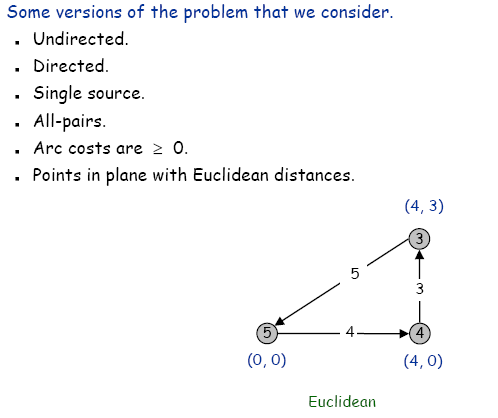 Some versions of the problem that we consider.
▪ Undirected.
▪ Directed.
▪ Single source.
▪ All-pairs.
▪ Arc costs are ≥ 0.
▪ Points in plane with Euclidean distances.
(4, 3)
3
5
3
5
4
4
(0, 0)
(4, 0)
Euclidean